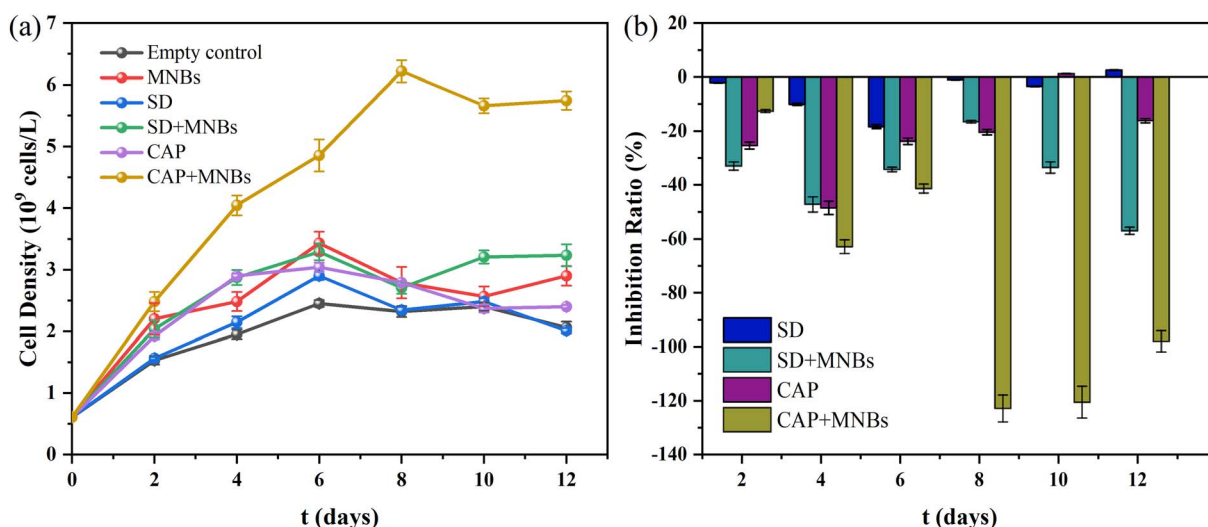 (a)
7
6
5
4
3
2
1
0
Cell Density (10⁹ cells/L)
Empty control
MNBs
SD
SD+MNBs
CAP
CAP+MNBs
0 2 4 6 8 10 12
t (days)
(b)
20
0
-20
-40
-60
-80
-100
-120
-140
Inhibition Ratio (%)
SD
SD+MNBs
CAP
CAP+MNBs
2 4 6 8 10 12
t (days)